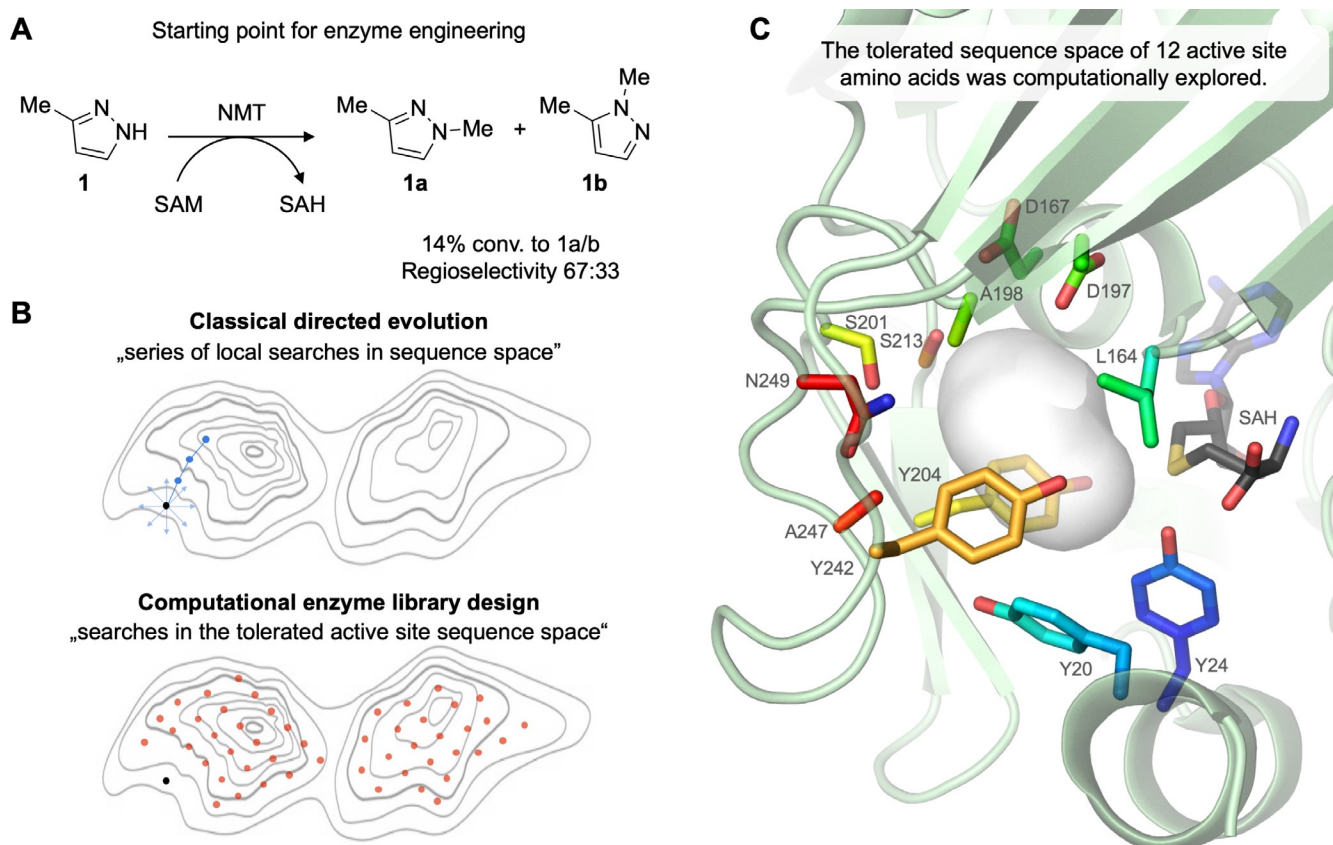 A
Starting point for enzyme engineering
Me
N
NH
1
NMT
SAM
SAH
Me
N
N
Me
1a
+
Me
Me
N
N
1b
14% conv. to 1a/b
Regioselectivity 67:33
B
Classical directed evolution
„series of local searches in sequence space”
Computational enzyme library design
„searches in the tolerated active site sequence space“
C
The tolerated sequence space of 12 active site
amino acids was computationally explored.
D167
A198
D197
S201
S213
L164
N249
SAH
Y204
A247
Y242
Y20
Y24